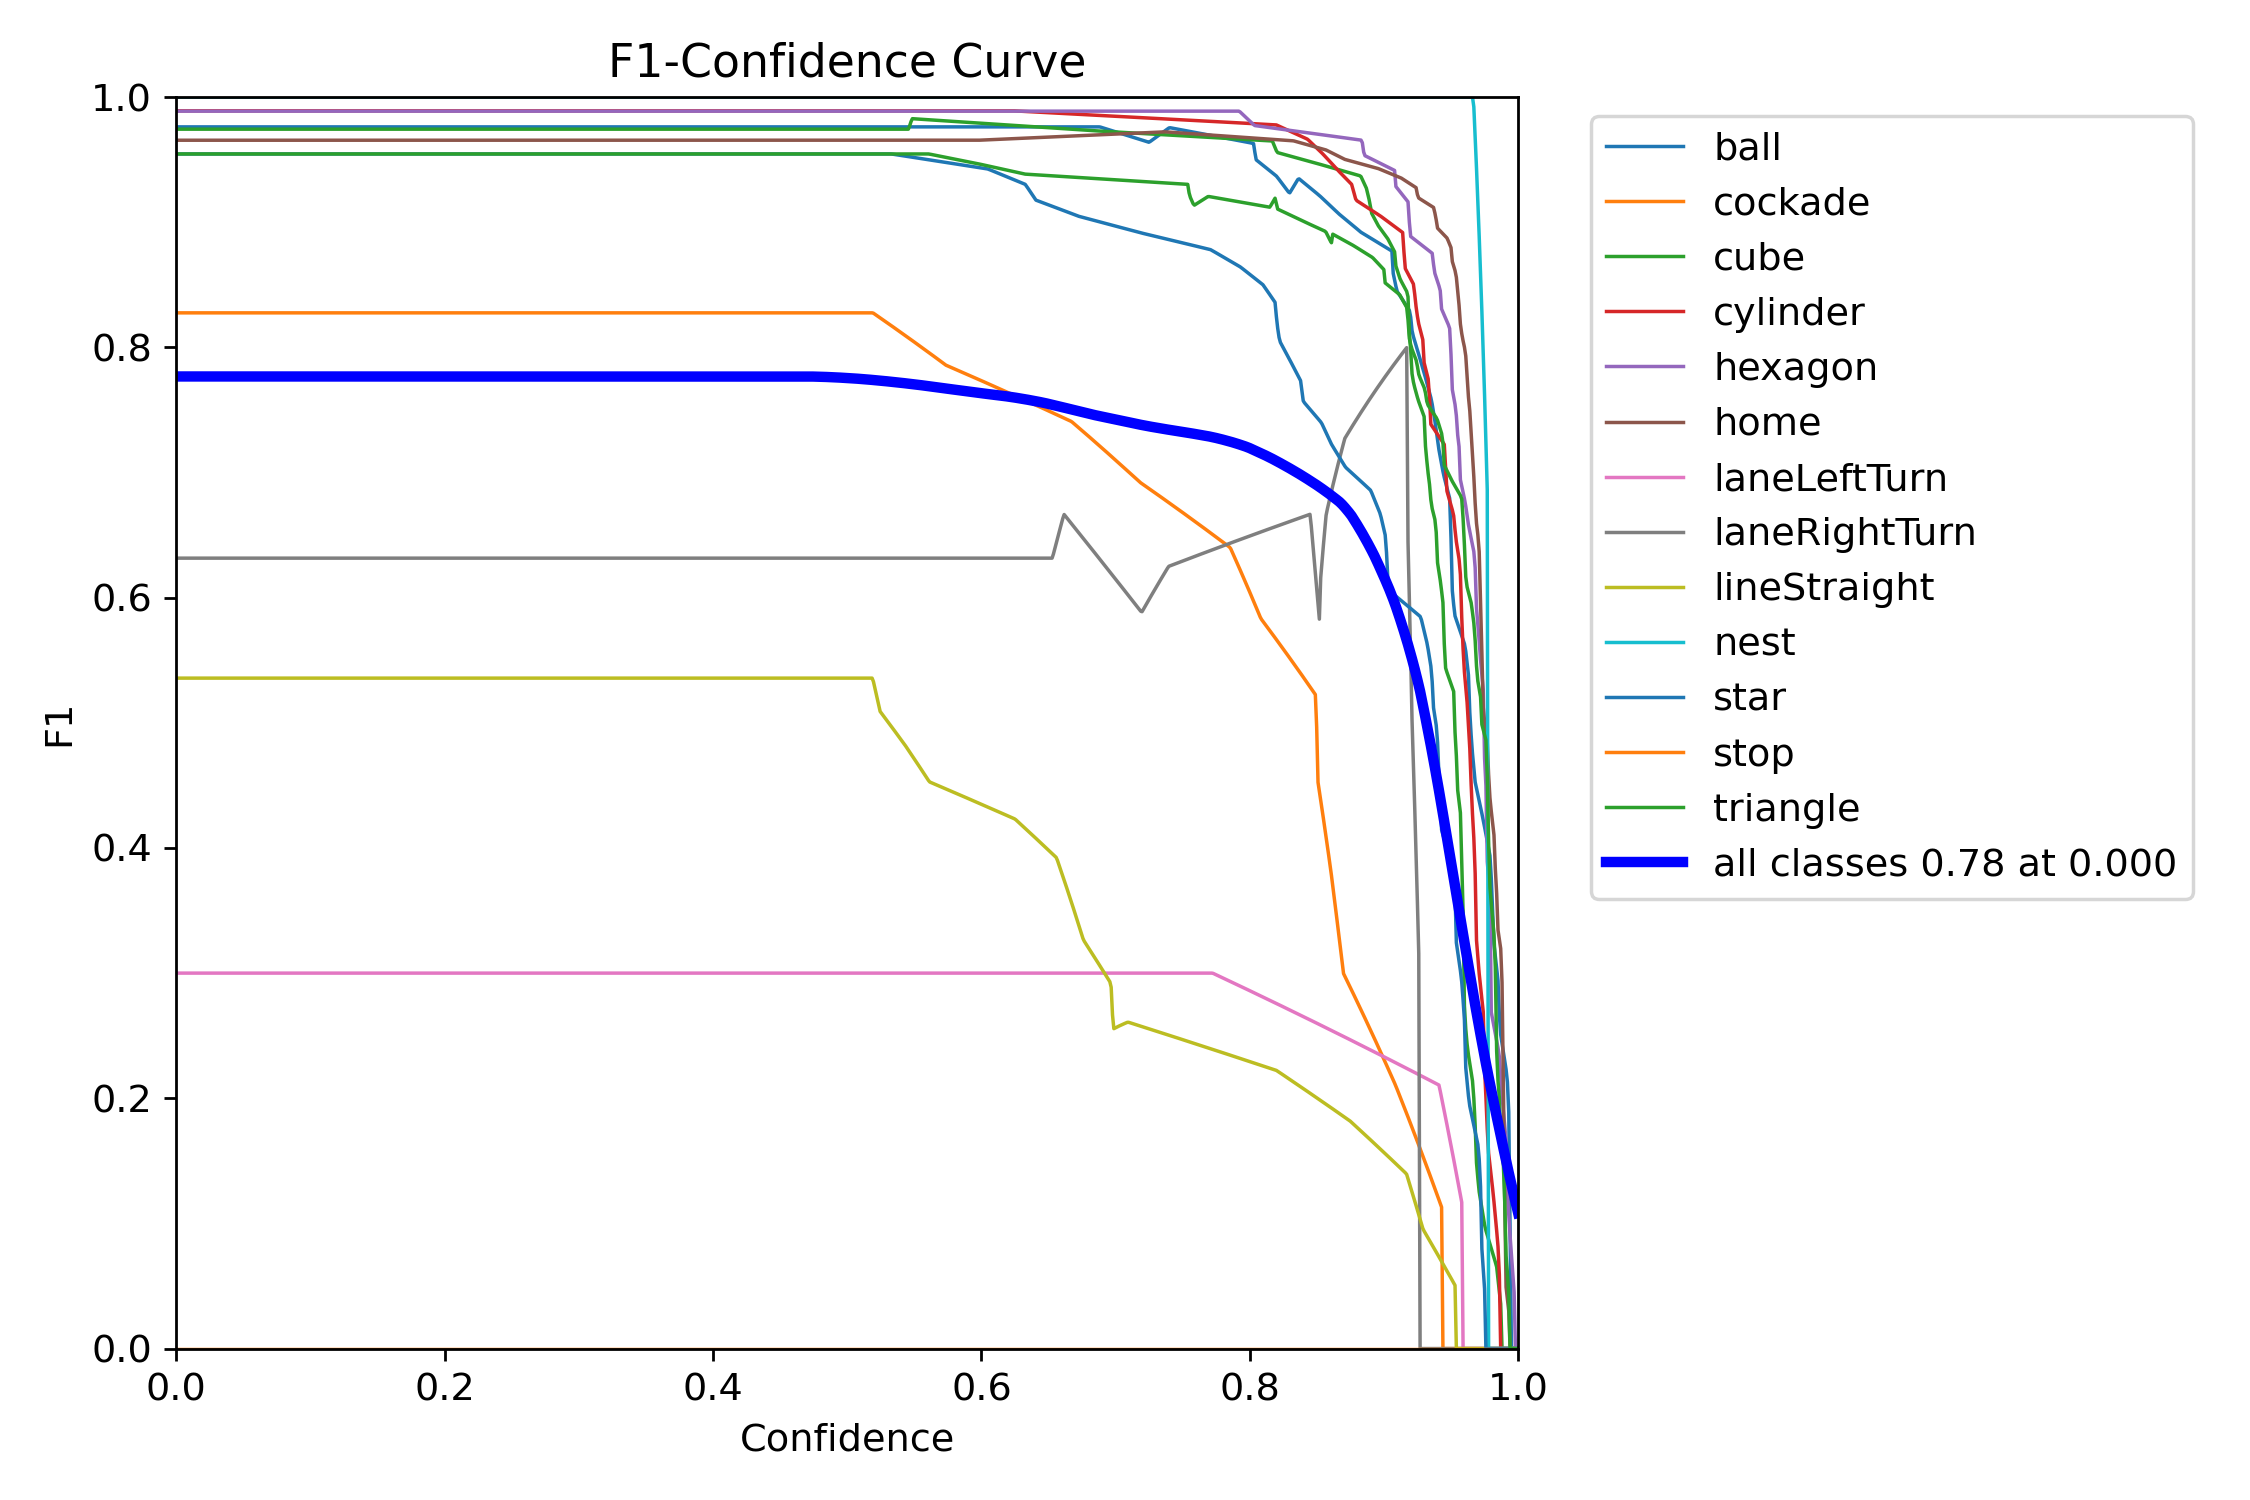 F1-Confidence Curve
1.0
0.8
0.6
0.4
0.2
0.0
F1
0.0 0.2 0.4 0.6 0.8 1.0
Confidence
ball
cockade
cube
cylinder
hexagon
home
laneLeftTurn
laneRightTurn
lineStraight
nest
star
stop
triangle
all classes 0.78 at 0.000